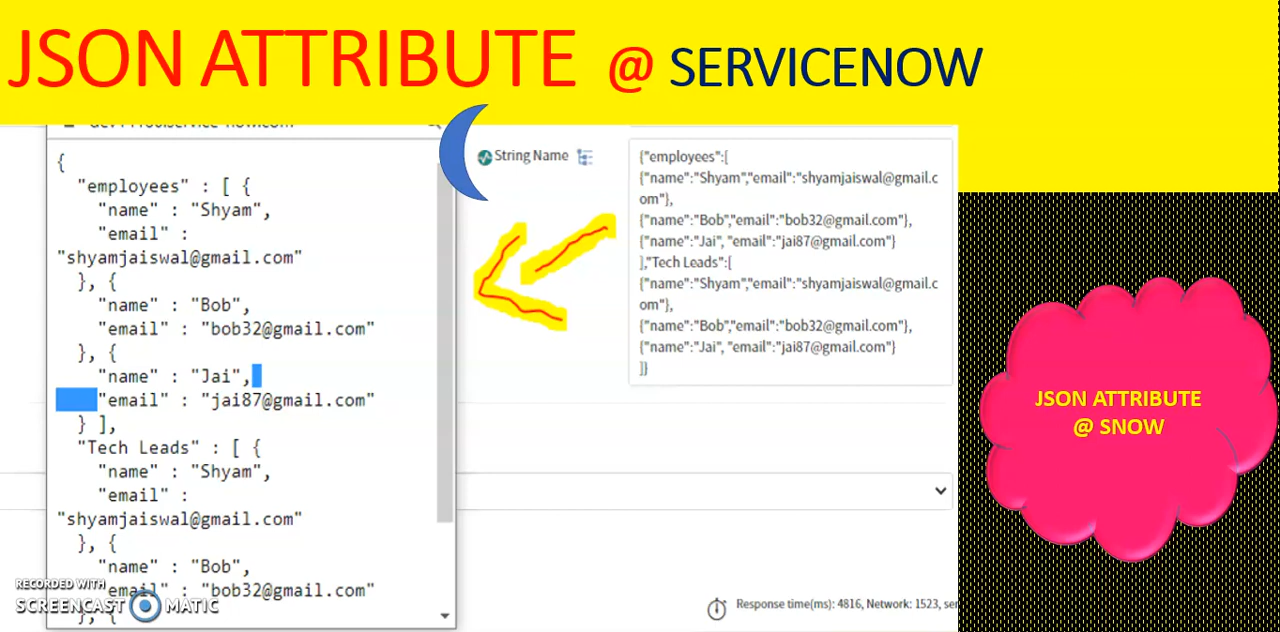 JSON ATTRIBUTE @ SERVICENOW
{
"employees" : [ {
"name" : "Shyam",
"email" :
"shyamjaiswal@gmail.com"
}, {
"name" : "Bob",
"email" : "bob32@gmail.com"
}, {
"name" : "Jai",
"email" : "jai87@gmail.com"
} ],
"Tech Leads" : [ {
"name" : "Shyam",
"email" :
"shyamjaiswal@gmail.com"
}, {
"name" : "Bob",
"email" : "bob32@gmail.com"
}, {
String Name
{"employees":[
{"name":"Shyam","email":"shyamjaiswal@gmail.c
om"},
{"name":"Bob","email":"bob32@gmail.com"},
{"name":"Jai", "email":"jai87@gmail.com"}
],"Tech Leads":[
{"name":"Shyam","email":"shyamjaiswal@gmail.c
om"},
{"name":"Bob","email":"bob32@gmail.com"},
{"name":"Jai", "email":"jai87@gmail.com"}
]}
JSON ATTRIBUTE
@ SNOW
RECORDED WITH
SCREENCAST MATIC
Response time(ms): 4816, Network: 1523,